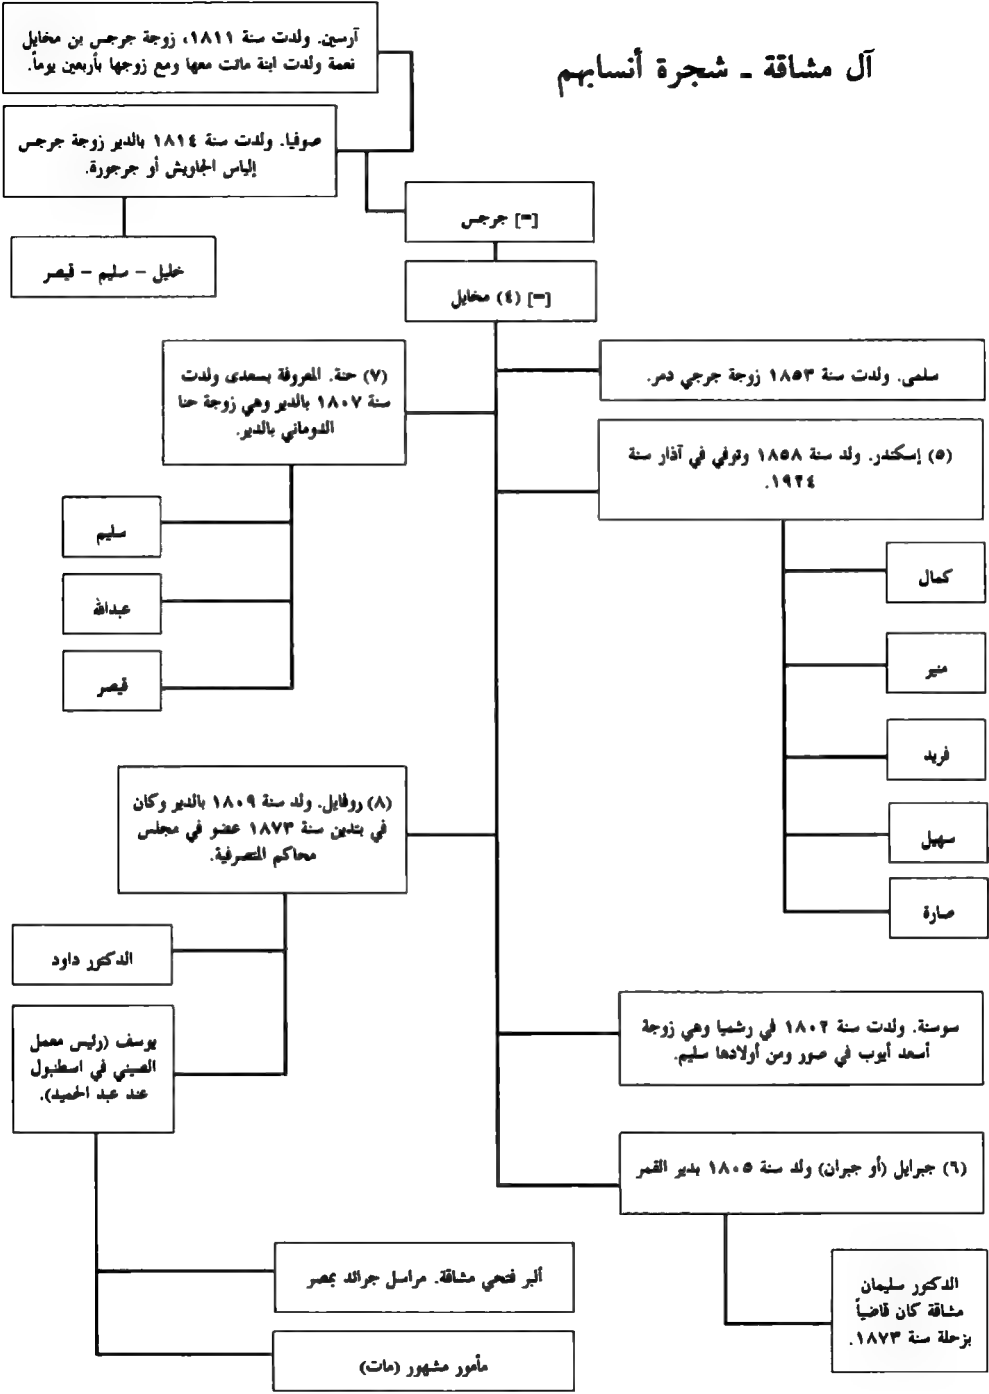 آل مشاقة ـ شجرة أنسابهم
آرسين. ولدت سنة ١٨١١، زوجة جرجس بن مخايل
نعمة ولدت ابنة ماتت معها ومع زوجها بأربعين يوماً.
صوفيا. ولدت سنة ١٨١٤ بالدير زوجة جرجس
إلياس الجاويش أو جرجورة.
خليل - سليم - قيصر
[=] جرجس
[=] (٤) مخايل
سلمى. ولدت سنة ١٨٥٣ زوجة جرجي دمر.
(٥) إسكندر. ولد سنة ١٨٥٨ وتوفي في آذار سنة
١٩٢٤.
كمال
منير
فريد
سهيل
صارة
(٧) حنة. المعروفة بسعدى ولدت
سنة ١٨٠٧ بالدير وهي زوجة حنا
الدوماني بالدير.
سليم
عبدالله
قيصر
(٨) روفايل. ولد سنة ١٨٠٩ بالدير وكان
في بتدين سنة ١٨٧٣ عضو في مجلس
محاكم المتصرفية.
الدكتور داود
يوسف (رئيس معمل
الصيني في اسطنبول
عند عبد الحميد).
سوسنة. ولدت سنة ١٨٠٢ في رشميا وهي زوجة
أسعد أيوب في صور ومن أولادها سليم.
(٦) جبرايل (أو جبران) ولد سنة ١٨٠٥ بدير القمر
الدكتور سليمان
مشاقة كان قاضياً
بزحلة سنة ١٨٧٣.
ألبر فتحي مشاقة. مراسل جرائد بمصر
مأمور مشهور (مات)